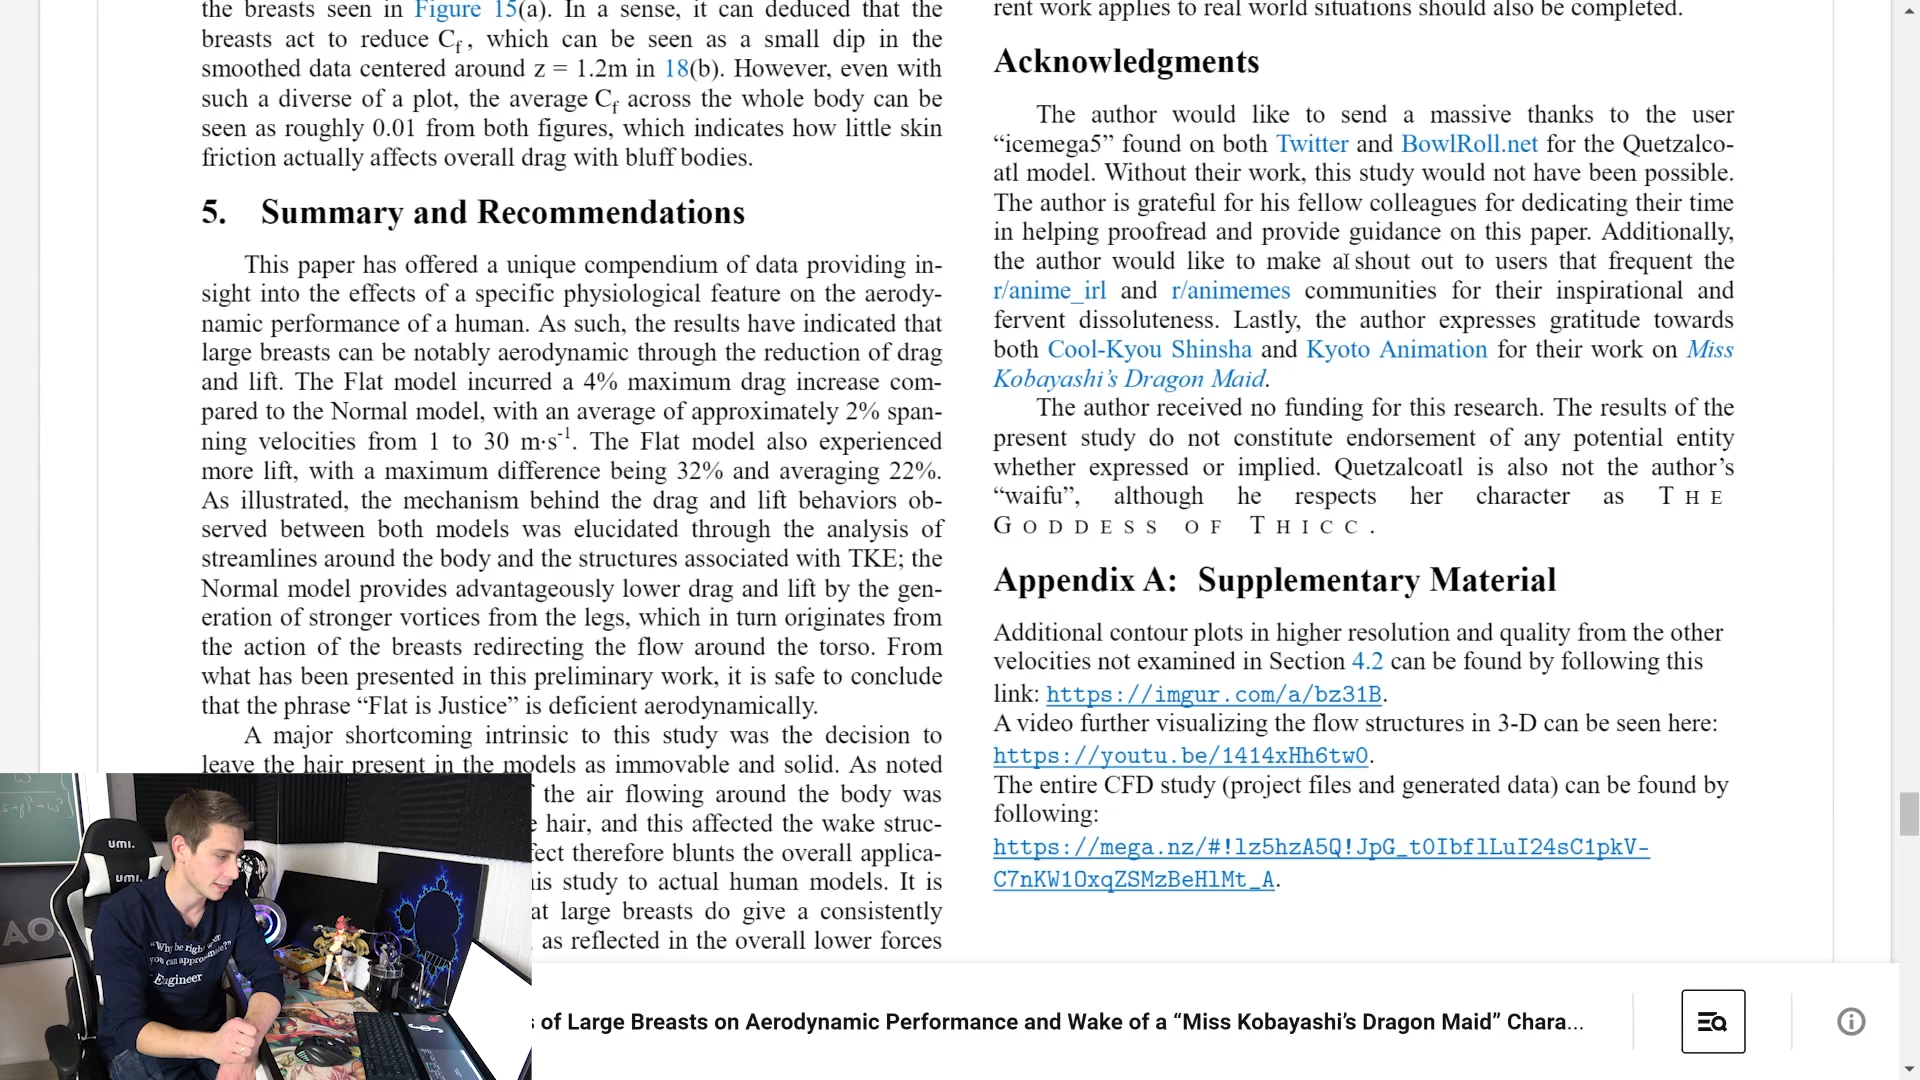 the breasts seen in Figure 15(a). In a sense, it can deduced that the
breasts act to reduce Cf, which can be seen as a small dip in the
smoothed data centered around z = 1.2m in 18(b). However, even with
such a diverse of a plot, the average Cf across the whole body can be
seen as roughly 0.01 from both figures, which indicates how little skin
friction actually affects overall drag with bluff bodies.
5. Summary and Recommendations
This paper has offered a unique compendium of data providing in-
sight into the effects of a specific physiological feature on the aerody-
namic performance of a human. As such, the results have indicated that
large breasts can be notably aerodynamic through the reduction of drag
and lift. The Flat model incurred a 4% maximum drag increase com-
pared to the Normal model, with an average of approximately 2% span-
ning velocities from 1 to 30 m·s-1. The Flat model also experienced
more lift, with a maximum difference being 32% and averaging 22%.
As illustrated, the mechanism behind the drag and lift behaviors ob-
served between both models was elucidated through the analysis of
streamlines around the body and the structures associated with TKE; the
Normal model provides advantageously lower drag and lift by the gen-
eration of stronger vortices from the legs, which in turn originates from
the action of the breasts redirecting the flow around the torso. From
what has been presented in this preliminary work, it is safe to conclude
that the phrase “Flat is Justice” is deficient aerodynamically.
A major shortcoming intrinsic to this study was the decision to
leave the hair present in the models as immovable and solid. As noted
the air flowing around the body was
hair, and this affected the wake struc-
fect therefore blunts the overall applica-
is study to actual human models. It is
at large breasts do give a consistently
as reflected in the overall lower forces
rent work applies to real world situations should also be completed.
Acknowledgments
The author would like to send a massive thanks to the user
“icemega5” found on both Twitter and BowlRoll.net for the Quetzalco-
atl model. Without their work, this study would not have been possible.
The author is grateful for his fellow colleagues for dedicating their time
in helping proofread and provide guidance on this paper. Additionally,
the author would like to make a shout out to users that frequent the
r/anime_irl and r/animemes communities for their inspirational and
fervent dissoluteness. Lastly, the author expresses gratitude towards
both Cool-Kyou Shinsha and Kyoto Animation for their work on Miss
Kobayashi’s Dragon Maid.
The author received no funding for this research. The results of the
present study do not constitute endorsement of any potential entity
whether expressed or implied. Quetzalcoatl is also not the author’s
“waifu”, although he respects her character as THE
GODDESS OF THICC.
Appendix A: Supplementary Material
Additional contour plots in higher resolution and quality from the other
velocities not examined in Section 4.2 can be found by following this
link: https://imgur.com/a/bz31B.
A video further visualizing the flow structures in 3-D can be seen here:
https://youtu.be/1414xHh6tw0.
The entire CFD study (project files and generated data) can be found by
following:
https://mega.nz/#!lz5hzA5Q!JpG_t0IbflLuI24sC1pkV-
C7nKW1OxqZSMzBeHlMt_A.
of Large Breasts on Aerodynamic Performance and Wake of a “Miss Kobayashi’s Dragon Maid” Chara...
umi.
umi.
AO
"Why be right when
you can approximate?"
Engineer